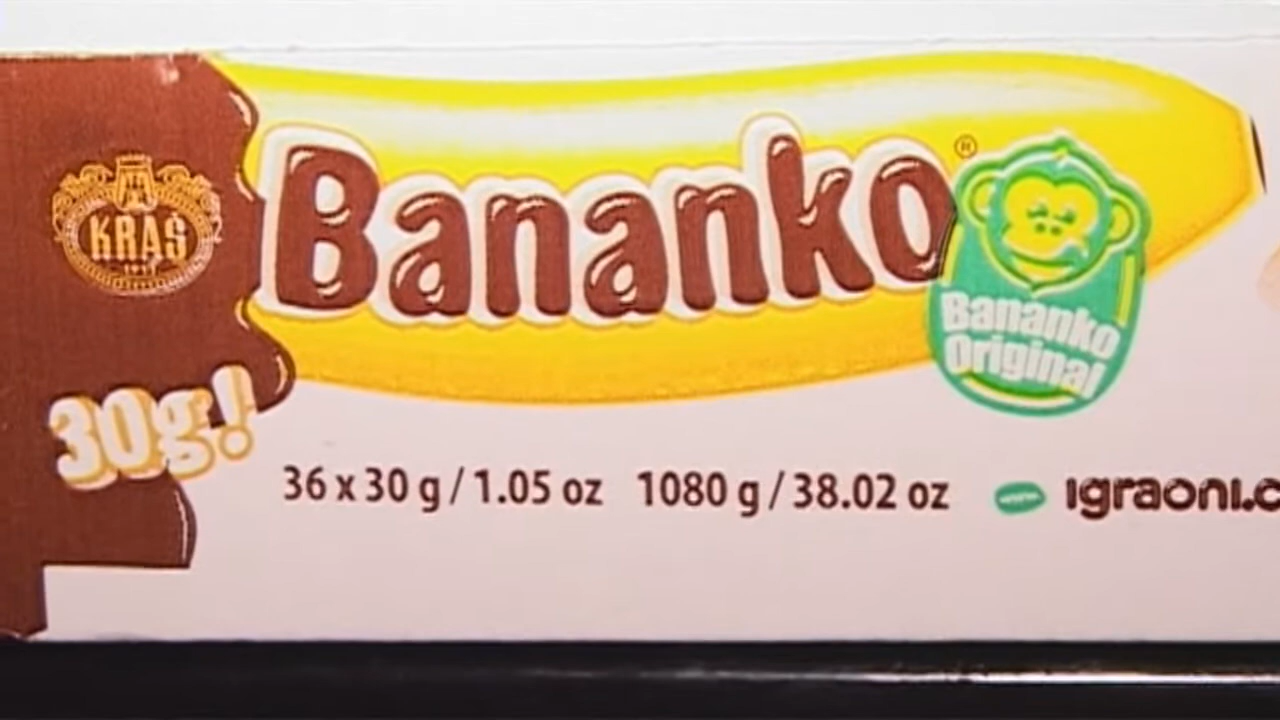 KRAŠ
Bananko®
Bananko
Original
30g!
36 x 30 g / 1.05 oz 1080 g / 38.02 oz
igraoni.c